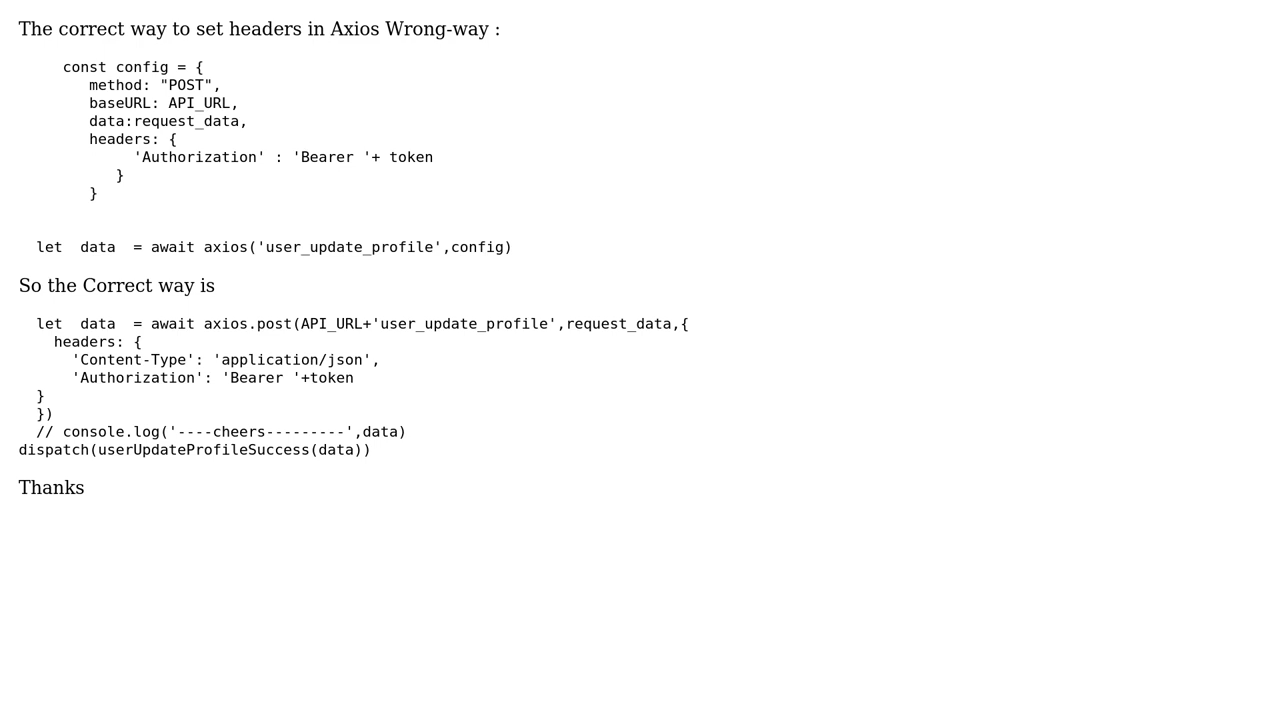 The correct way to set headers in Axios Wrong-way :
     const config = {
        method: "POST",
        baseURL: API_URL,
        data:request_data,
        headers: {
             'Authorization' : 'Bearer '+ token
           }
        }
  let  data  = await axios('user_update_profile',config)
So the Correct way is
  let  data  = await axios.post(API_URL+'user_update_profile',request_data,{
    headers: {
      'Content-Type': 'application/json',
      'Authorization': 'Bearer '+token
  }
  })
  // console.log('----cheers---------',data)
dispatch(userUpdateProfileSuccess(data))
Thanks